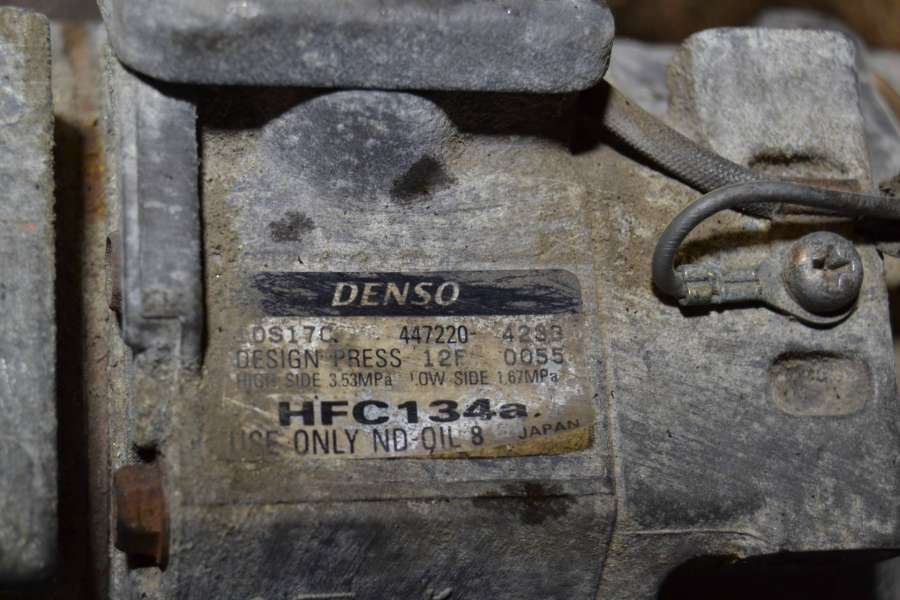 DENSO
10S17C. 447220-
DESIGN PRESS 12F 0055
HIGH SIDE 3.53MPa LOW SIDE 1.67MPa
HFC134a.
USE ONLY ND-OIL 8 JAPAN